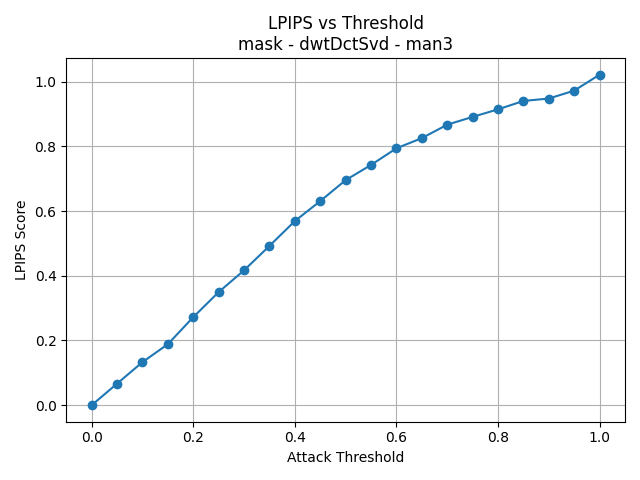 LPIPS vs Threshold
mask - dwtDctSvd - man3
1.0
0.8
0.6
0.4
0.2
0.0
LPIPS Score
0.0 0.2 0.4 0.6 0.8 1.0
Attack Threshold